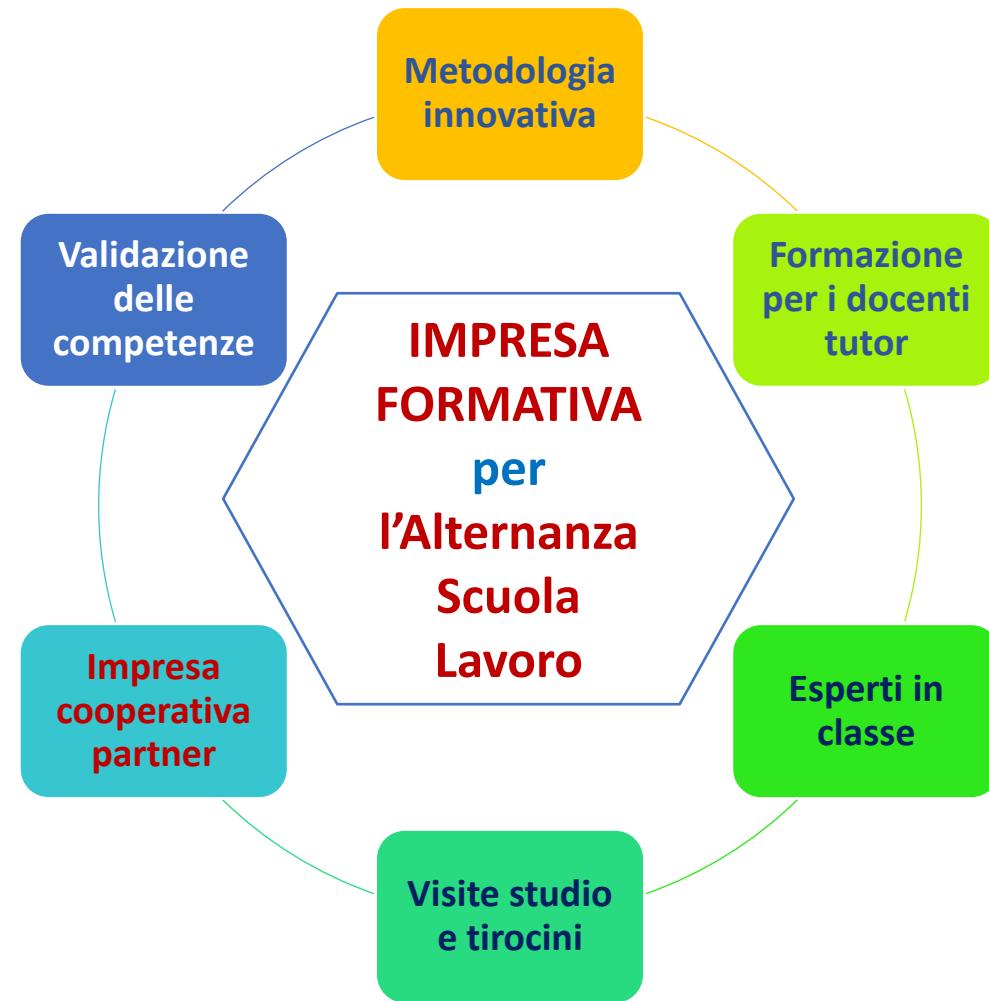 Metodologia
innovativa
Formazione
per i docenti
tutor
Esperti in
classe
Visite studio
e tirocini
Impresa
cooperativa
partner
Validazione
delle
competenze
IMPRESA
FORMATIVA
per
l’Alternanza
Scuola
Lavoro